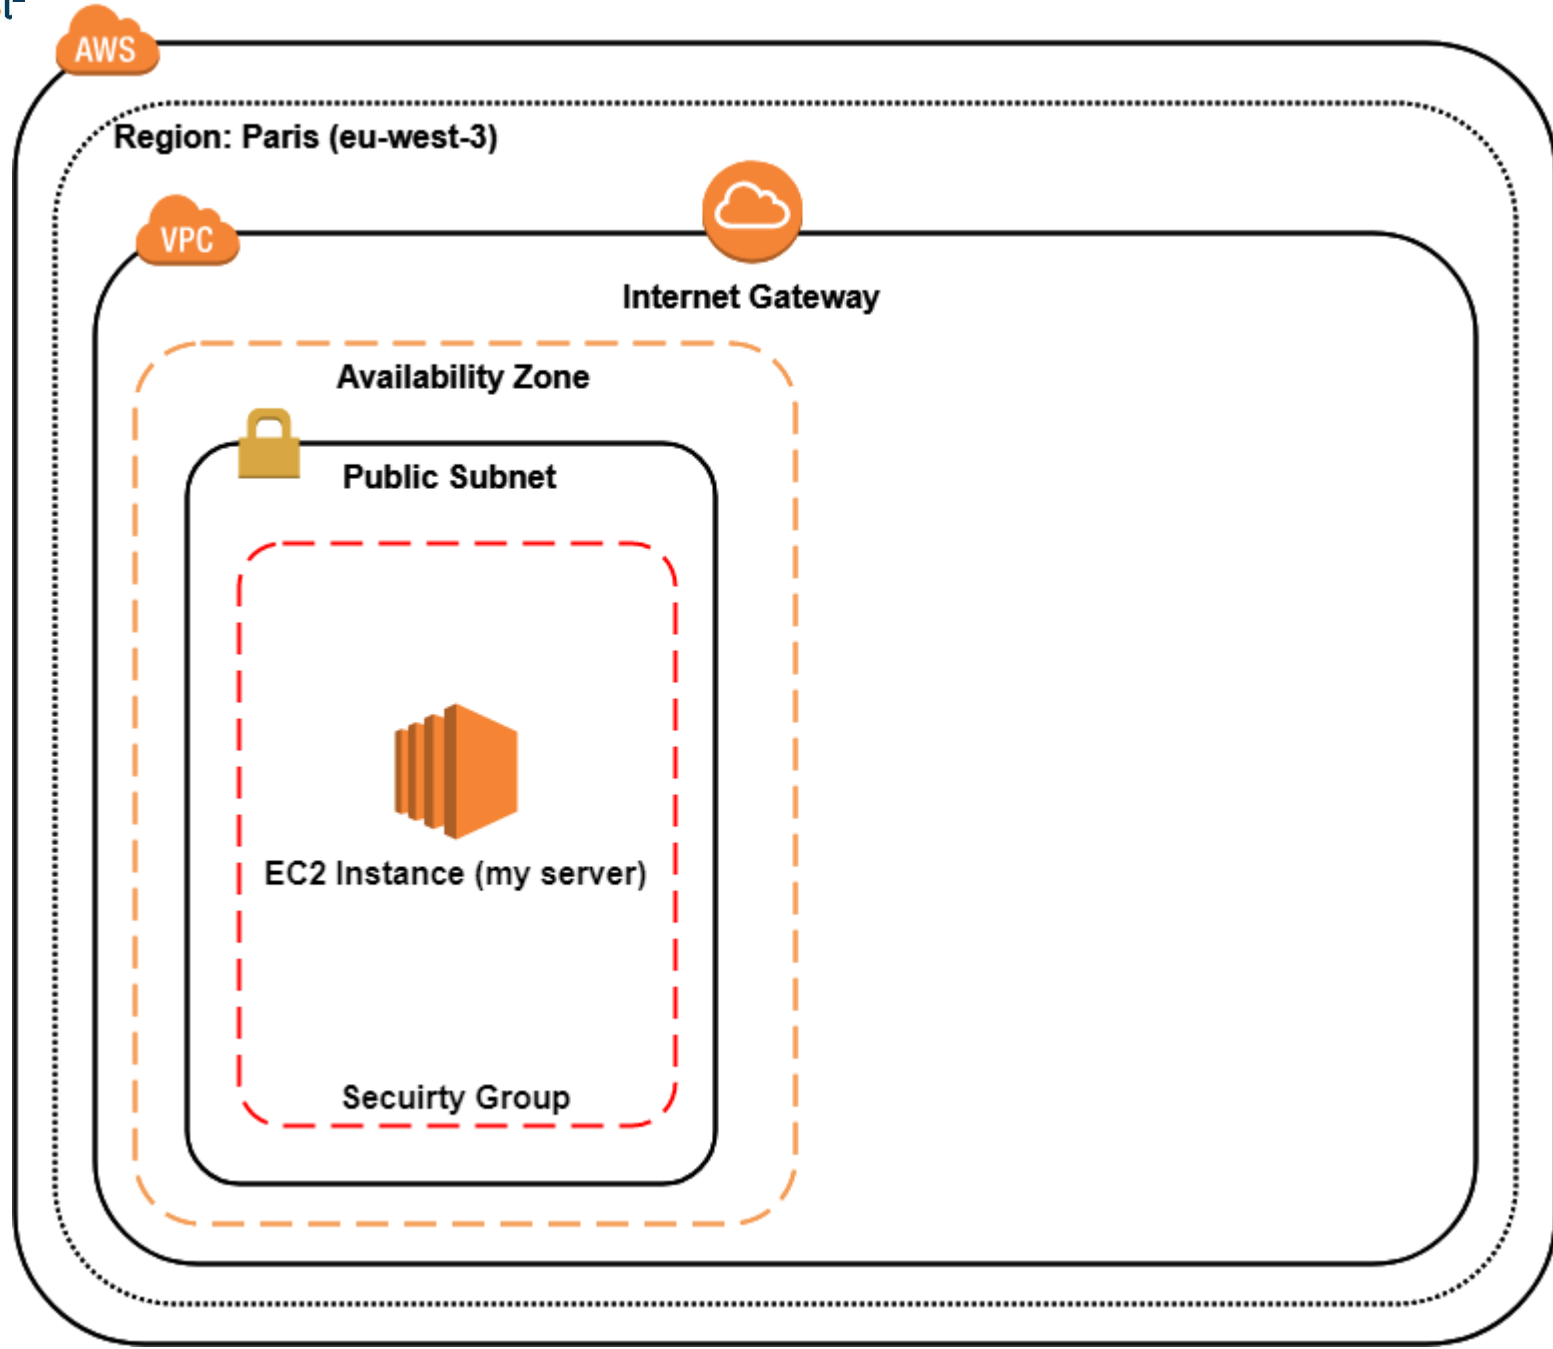 AWS
Region: Paris (eu-west-3)
VPC
Internet Gateway
Availability Zone
Public Subnet
EC2 Instance (my server)
Secuirty Group